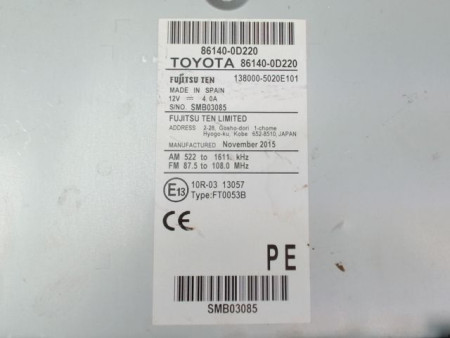 86140-0D220
TOYOTA 86140-0D220
FUJITSU TEN 138000-5020E101
MADE IN SPAIN
12V ⎓ 4.0A
S/NO. SMB03085
FUJITSU TEN LIMITED
ADDRESS 2-28, Gosho-dori 1-chome
Hyogo-ku, Kobe 652-8510, JAPAN
MANUFACTURED November 2015
AM 522 to 1611 kHz
FM 87.5 to 108.0 MHz
E13 10R-03 13057
Type:FT0053B
CE
PE
SMB03085